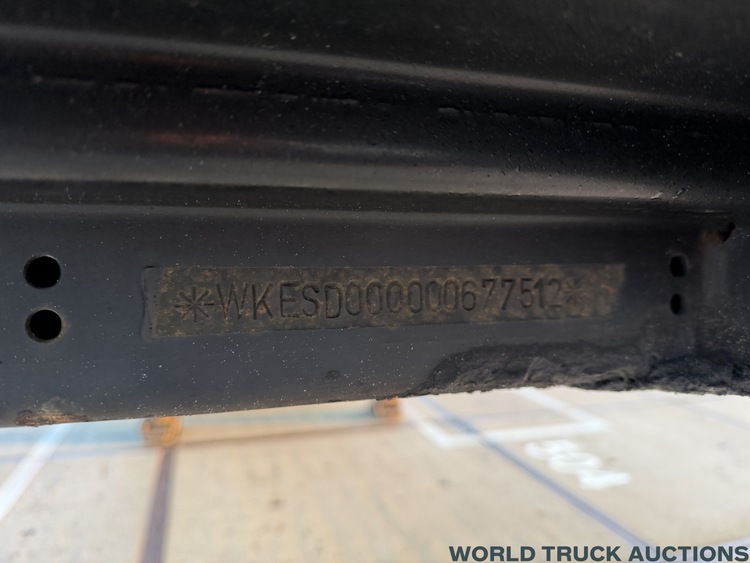 *WKESD000000677512*
WORLD TRUCK AUCTIONS